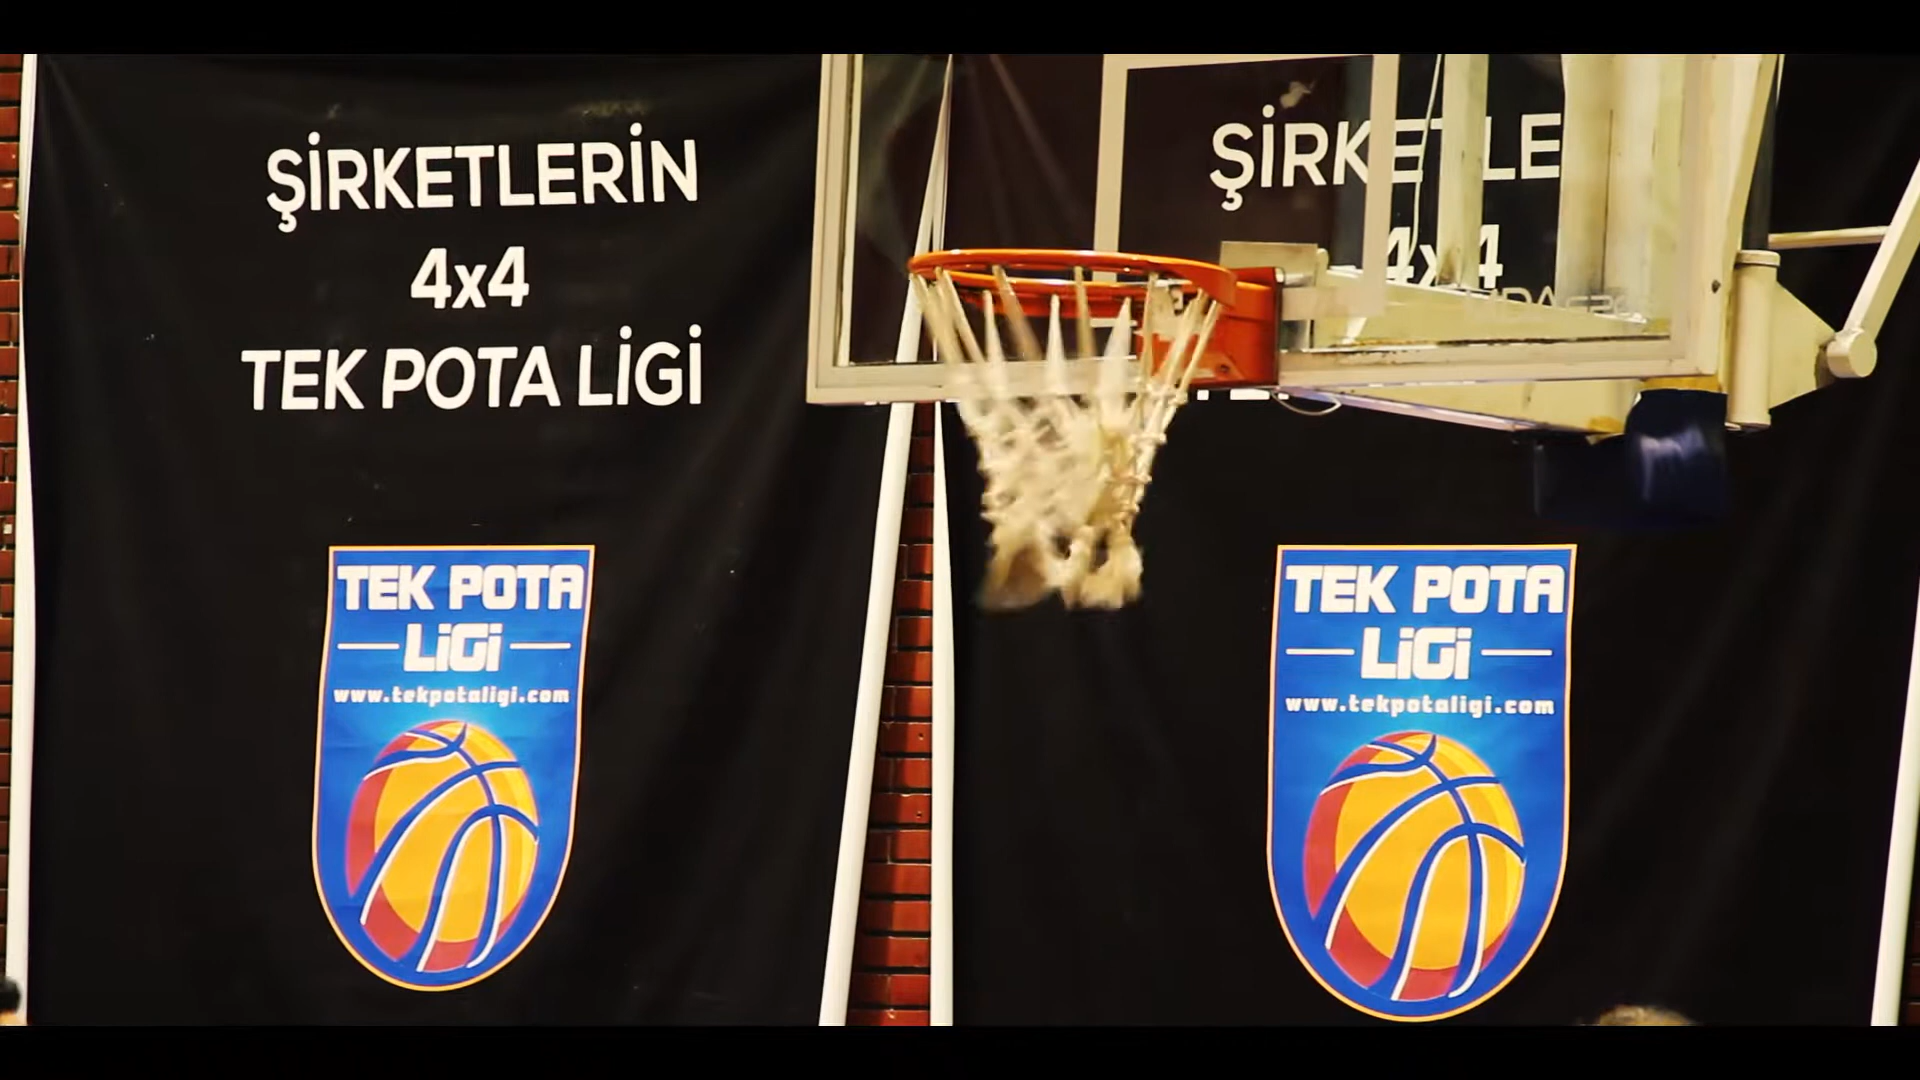 ŞİRKETLERİN
4x4
TEK POTA LİGİ
TEK POTA
LİGİ
www.tekpotaligi.com
ŞİRKETLE
4x4
TEK POTA
LİGİ
www.tekpotaligi.com